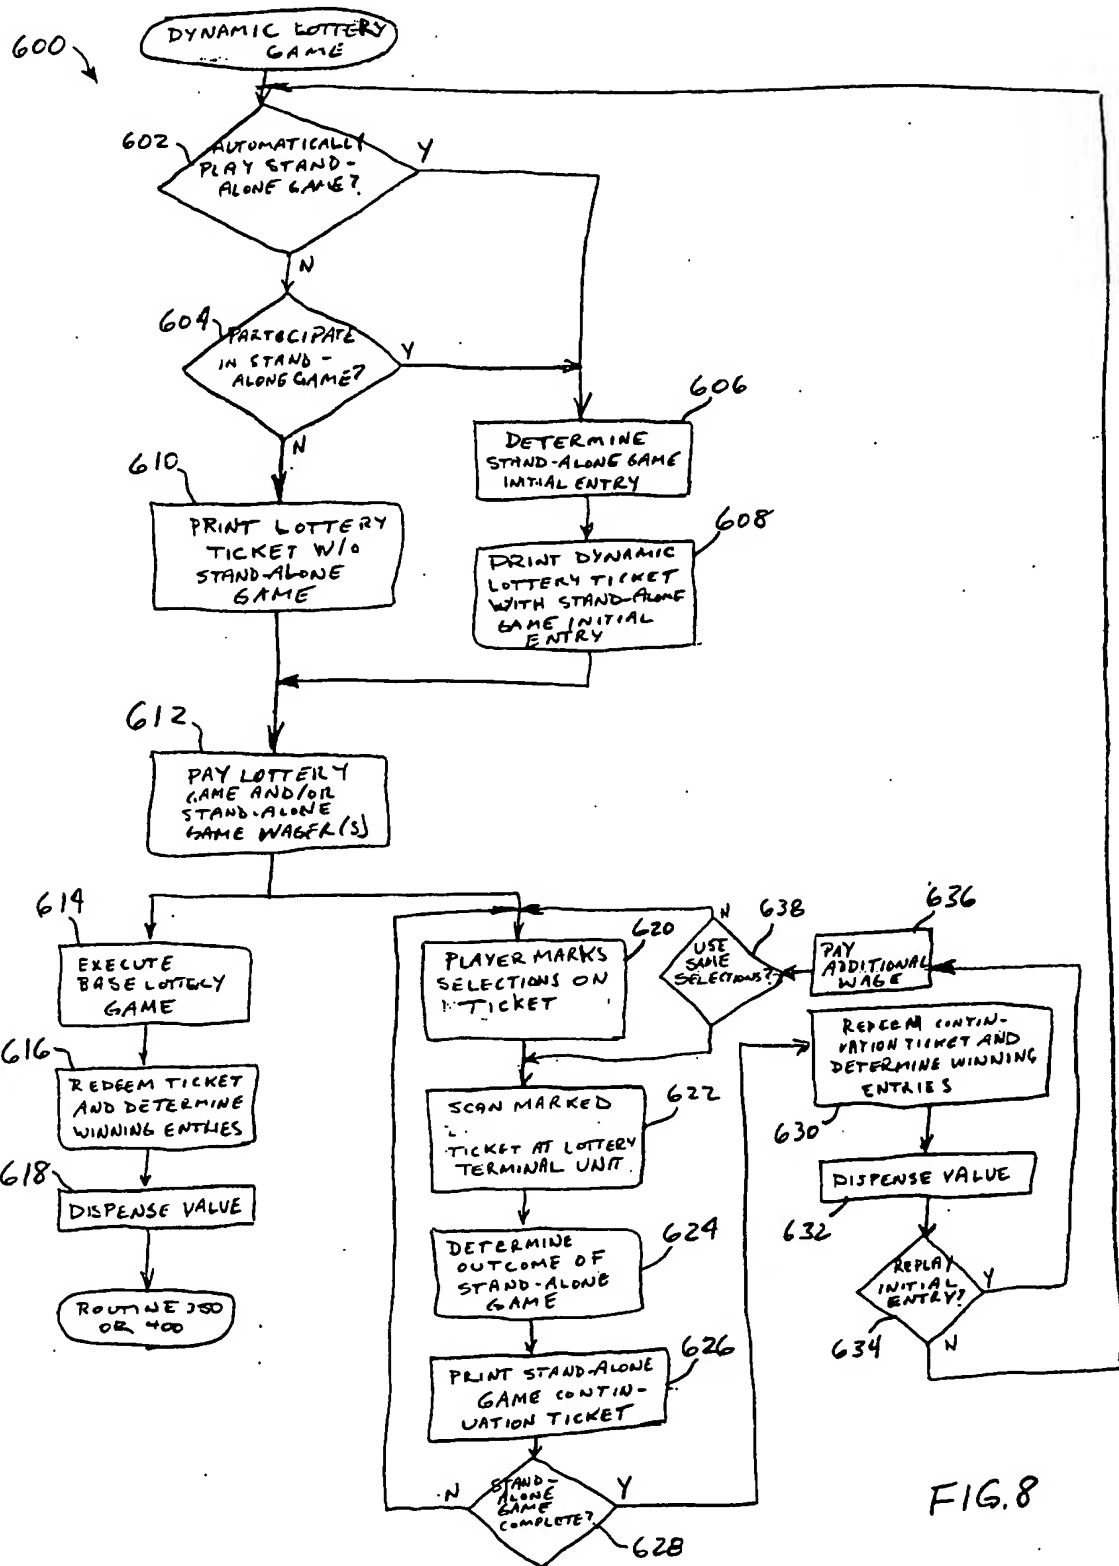 600
DYNAMIC LOTTERY
GAME
602
AUTOMATICALLY
PLAY STAND-
ALONE GAME?
Y
N
604
PARTICIPATE
IN STAND-
ALONE GAME?
Y
N
606
DETERMINE
STAND-ALONE GAME
INITIAL ENTRY
608
PRINT DYNAMIC
LOTTERY TICKET
WITH STAND-ALONE
GAME INITIAL
ENTRY
610
PRINT LOTTERY
TICKET W/O
STAND-ALONE
GAME
612
PAY LOTTERY
GAME AND/OR
STAND-ALONE
GAME WAGER(S)
614
EXECUTE
BASE LOTTERY
GAME
616
REDEEM TICKET
AND DETERMINE
WINNING ENTRIES
618
DISPENSE VALUE
ROUTINE 350
OR 400
620
PLAYER MARKS
SELECTIONS ON
TICKET
622
SCAN MARKED
TICKET AT LOTTERY
TERMINAL UNIT
624
DETERMINE
OUTCOME OF
STAND-ALONE
GAME
626
PRINT STAND-ALONE
GAME CONTIN-
UATION TICKET
STAND-
ALONE
GAME
COMPLETE?
N
Y
628
638
N
USE
SAME
SELECTIONS?
636
PAY
ADDITIONAL
WAGE
REDEEM CONTIN-
UATION TICKET AND
DETERMINE WINNING
ENTRIES
630
DISPENSE VALUE
632
REPLAY
INITIAL
ENTRY?
Y
N
634
FIG.8